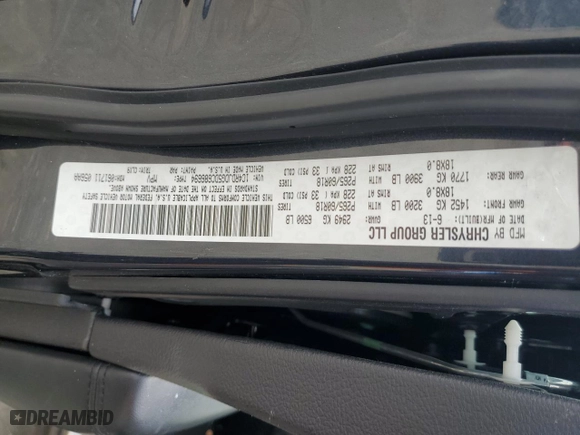 MFD BY CHRYSLER GROUP LLC
DATE OF MFR(BUILT): 6-13 GVWR: 2949 KG 6500 LB
GAWR: 1452 KG 3200 LB WITH TIRES P265/60R18
18X8.0 RIMS AT 228 KPA ( 33 PSI) COLD
REAR: 1770 KG 3900 LB WITH TIRES P265/60R18
18X8.0 RIMS AT 228 KPA ( 33 PSI) COLD
THIS VEHICLE CONFORMS TO ALL APPLICABLE U.S.A. FEDERAL MOTOR VEHICLE SAFETY
STANDARDS IN EFFECT ON THE DATE OF MANUFACTURE SHOWN ABOVE.
TYPE: MPV
VEHICLE MADE IN U.S.A. PAINT: PAR
DREAMBID